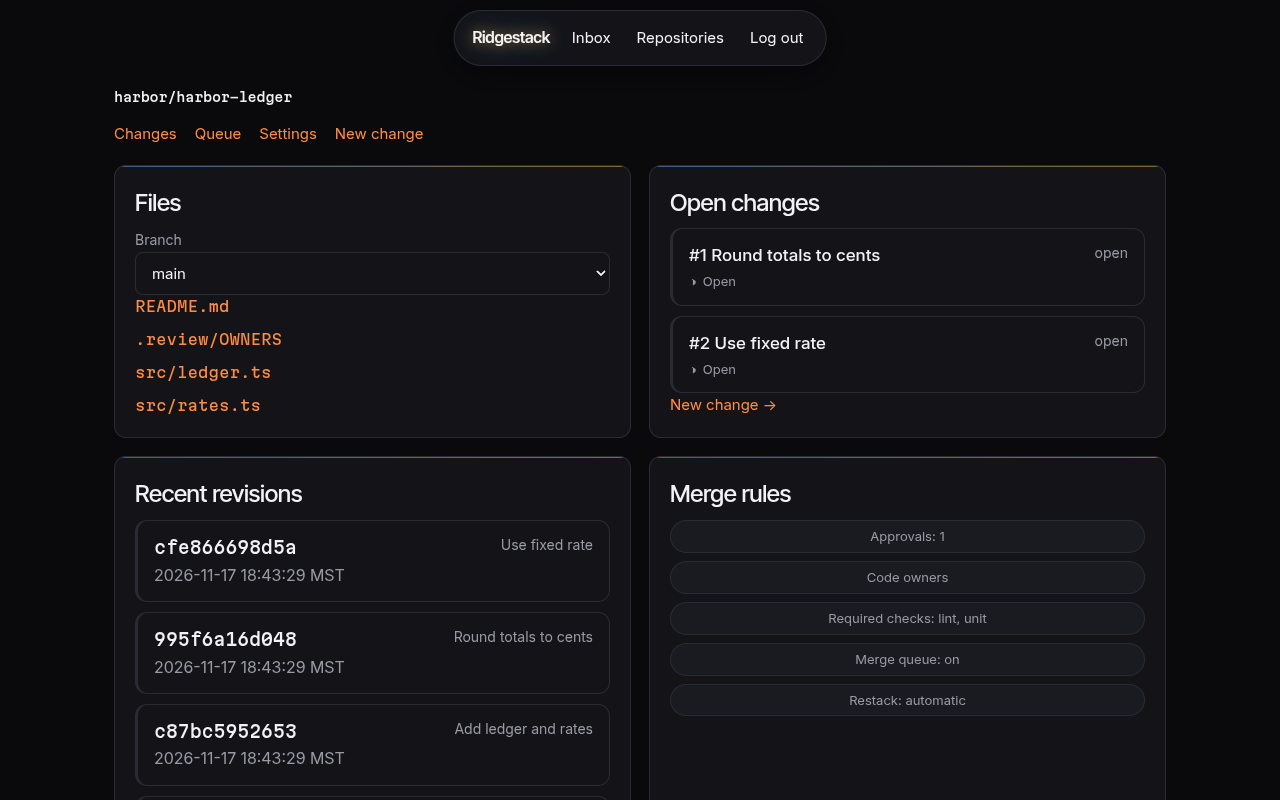 Ridgestack Inbox Repositories Log out
harbor/harbor-ledger
Changes Queue Settings New change
Files
Branch
main
README.md
.review/OWNERS
src/ledger.ts
src/rates.ts
Open changes
#1 Round totals to cents open
Open
#2 Use fixed rate open
Open
New change →
Recent revisions
cfe866698d5a Use fixed rate
2026-11-17 18:43:29 MST
995f6a16d048 Round totals to cents
2026-11-17 18:43:29 MST
c87bc5952653 Add ledger and rates
2026-11-17 18:43:29 MST
Merge rules
Approvals: 1
Code owners
Required checks: lint, unit
Merge queue: on
Restack: automatic